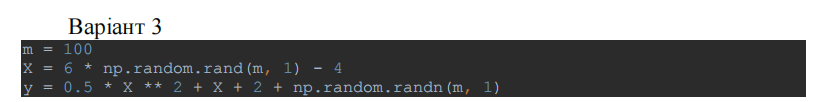 Варіант 3
m = 100
X = 6 * np.random.rand(m, 1) - 4
y = 0.5 * X ** 2 + X + 2 + np.random.randn(m, 1)